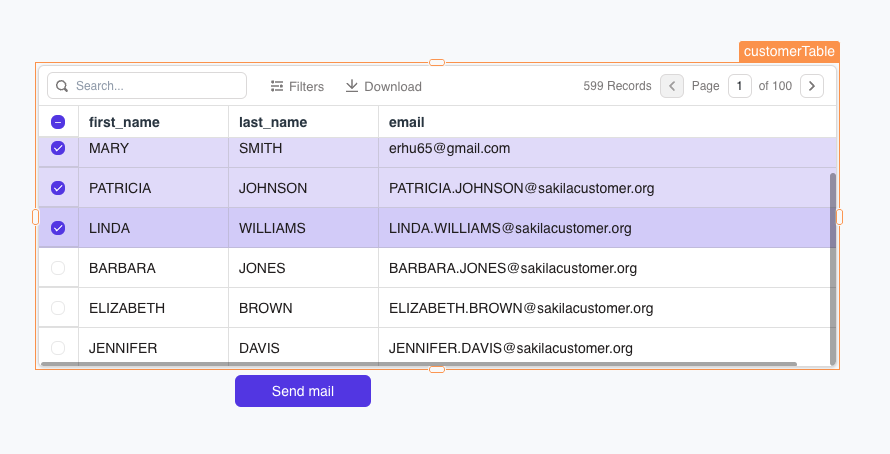 customerTable
Search... Filters Download 599 Records Page 1 of 100
first_name last_name email
MARY SMITH erhu65@gmail.com
PATRICIA JOHNSON PATRICIA.JOHNSON@sakilacustomer.org
LINDA WILLIAMS LINDA.WILLIAMS@sakilacustomer.org
BARBARA JONES BARBARA.JONES@sakilacustomer.org
ELIZABETH BROWN ELIZABETH.BROWN@sakilacustomer.org
JENNIFER DAVIS JENNIFER.DAVIS@sakilacustomer.org
Send mail